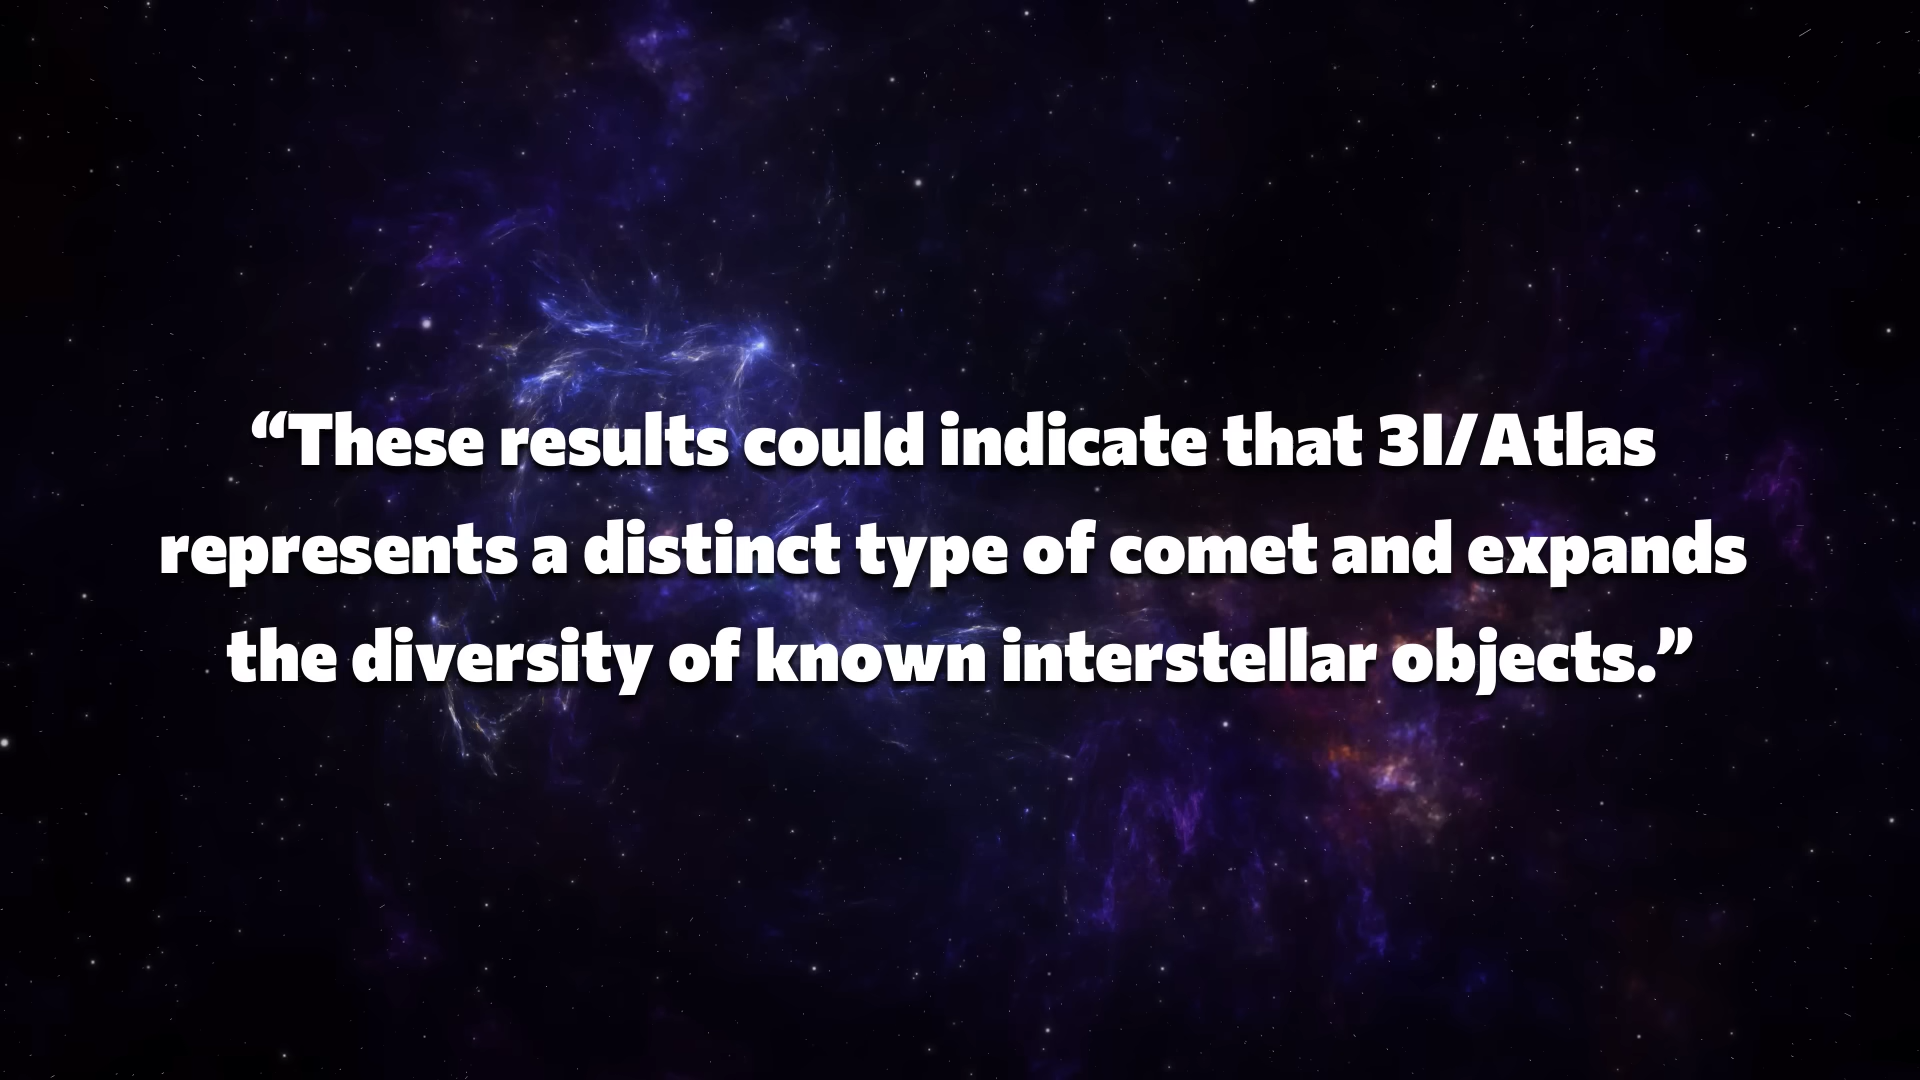 “These results could indicate that 3I/Atlas
represents a distinct type of comet and expands
the diversity of known interstellar objects.”